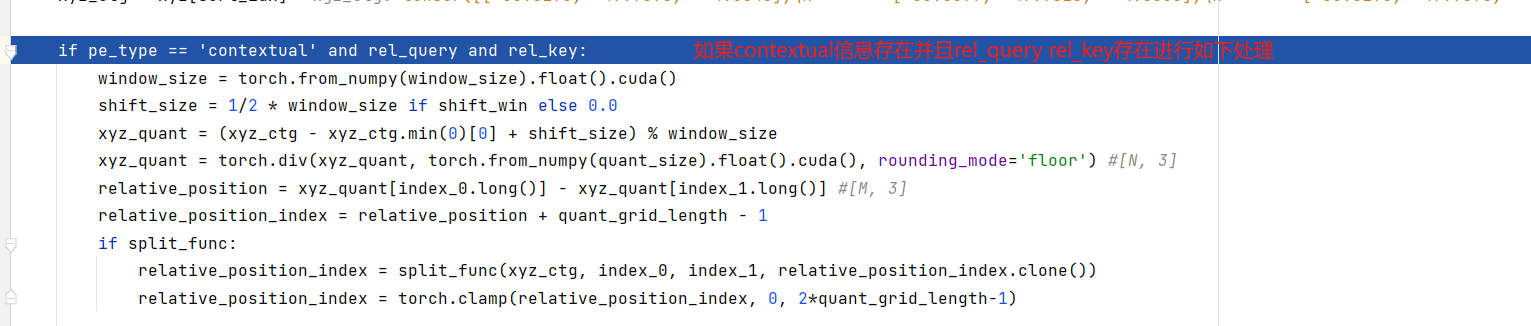 if pe_type == 'contextual' and rel_query and rel_key: 如果contextual信息存在并且rel_query rel_key存在进行如下处理
window_size = torch.from_numpy(window_size).float().cuda()
shift_size = 1/2 * window_size if shift_win else 0.0
xyz_quant = (xyz_ctg - xyz_ctg.min(0)[0] + shift_size) % window_size
xyz_quant = torch.div(xyz_quant, torch.from_numpy(quant_size).float().cuda(), rounding_mode='floor') #[N, 3]
relative_position = xyz_quant[index_0.long()] - xyz_quant[index_1.long()] #[M, 3]
relative_position_index = relative_position + quant_grid_length - 1
if split_func:
relative_position_index = split_func(xyz_ctg, index_0, index_1, relative_position_index.clone())
relative_position_index = torch.clamp(relative_position_index, 0, 2*quant_grid_length-1)